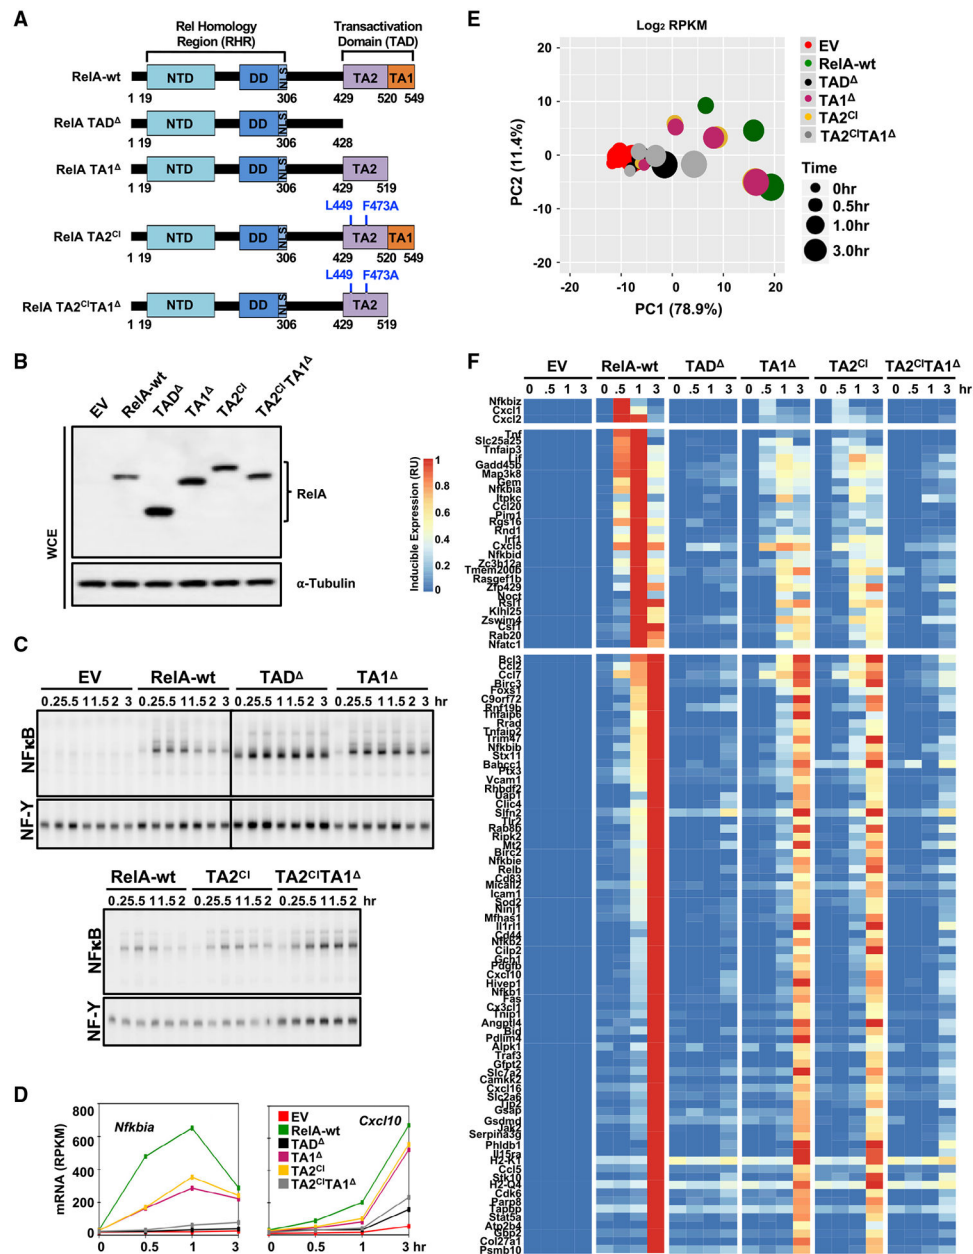 A
Rel Homology
Region (RHR)
Transactivation
Domain (TAD)
RelA-wt
NTD
DD
NLS
TA2
TA1
1 19
306
429
520
549
RelA TADΔ
NTD
DD
NLS
1 19
306
428
RelA TA1Δ
NTD
DD
NLS
TA2
1 19
306
429
519
L449
F473A
RelA TA2CI
NTD
DD
NLS
TA2
TA1
1 19
306
429
520
549
L449
F473A
RelA TA2CITA1Δ
NTD
DD
NLS
TA2
1 19
306
429
519
B
EV
RelA-wt
TADΔ
TA1Δ
TA2CI
TA2CITA1Δ
WCE
RelA
α-Tubulin
C
EV
RelA-wt
TADΔ
TA1Δ
0.25.5 11.5 2 3
0.25.5 11.5 2 3
0.25.5 1 1.5 2 3
0.25.5 11.5 2 3
hr
NFκB
NF-Y
RelA-wt
TA2CI
TA2CITA1Δ
0.25.5 11.5 2
0.25.5 11.5 2
0.25.5 11.5 2
hr
NFκB
NF-Y
D
mRNA (RPKM)
800
600
400
200
0
Nfkbia
0 0.5 1 3
EV
RelA-wt
TADΔ
TA1Δ
TA2CI
TA2CITA1Δ
Cxcl10
0 0.5 1 3 hr
E
Log2 RPKM
PC2 (11.4%)
20
10
0
-10
-20
-20 -10 0 10 20
PC1 (78.9%)
EV
RelA-wt
TADΔ
TA1Δ
TA2CI
TA2CITA1Δ
Time
0hr
0.5hr
1.0hr
3.0hr
F
EV
RelA-wt
TADΔ
TA1Δ
TA2CI
TA2CITA1Δ
0 .5 1 3
0 .5 1 3
0 .5 1 3
0 .5 1 3
0 .5 1 3
0 .5 1 3
hr
Inducible Expression (RU)
1
0.8
0.6
0.4
0.2
0
Nfkbiz
Cxcl1
Cxcl2
Tnf
Slc25a25
Tnfaip3
Lif
Gadd45b
Map3k8
Gem
Nfkbia
Itpkc
Ccl20
Pim1
Rgs16
Rnd1
Irf1
Cxcl5
Nfkbid
Zc3h12a
Tmem200b
Rasgef1b
Zfp429
Noct
Rsl1
Klhl25
Zswim4
Csf1
Rab20
Nfatc1
Bcl3
Ccl2
Ccl7
Birc3
Foxs1
C9orf72
Rnf19b
Tnfaip6
Rrad
Tnfaip2
Trim47
Nfkbib
Stx11
Babcc1
Ptx3
Vcam1
Rhbdf2
Uap1
Clic4
Slfn2
Tlr2
Rab8b
Ripk2
Mt2
Birc2
Nfkbie
Relb
Cd83
Micall2
Icam1
Sod2
Ninj1
Mfhas1
Il1rl1
Cd44
Nfkb2
Cilp2
Gch1
Pdgfb
Cxcl10
Hivep1
Nfkb1
Fas
Cx3cl1
Tnip1
Angptl4
Bid
Pdlim4
Alpk1
Traf3
Gfpt2
Slc7a2
Camkk2
Cxcl16
Slc2a6
Tjp2
Gsap
Gsdmd
Jak2
Serpina3g
Phldb1
Il15ra
H2-K1
Ccl5
Stk10
H2-Q4
Cdk6
Parp8
Tapbp
Stat5a
Atp2b4
Gbp2
Col27a1
Psmb10